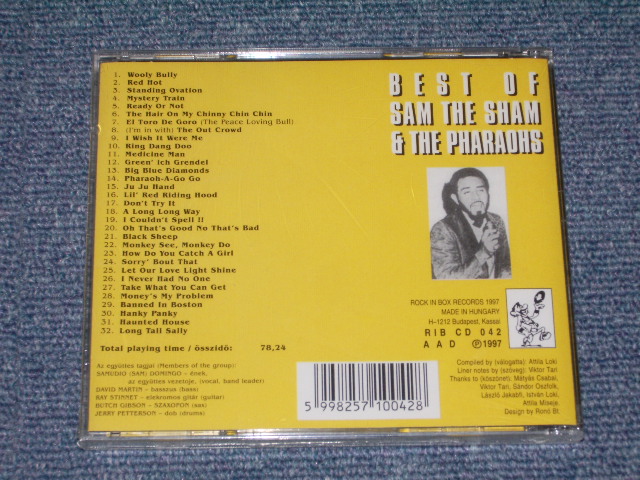 1. Wooly Bully
2. Red Hot
3. Standing Ovation
4. Mystery Train
5. Ready Or Not
6. The Hair On My Chinny Chin Chin
7. El Toro De Goro (The Peace Loving Bull)
8. (I'm in with) The Out Crowd
9. I Wish It Were Me
10. Ring Dang Doo
11. Medicine Man
12. Green' ich Grendel
13. Big Blue Diamonds
14. Pharaoh-A-Go Go
15. Ju Ju Hand
16. Lil' Red Riding Hood
17. Don't Try It
18. A Long Long Way
19. I Couldn't Spell !!
20. Oh That's Good No That's Bad
21. Black Sheep
22. Monkey See, Monkey Do
23. How Do You Catch A Girl
24. Sorry' Bout That
25. Let Our Love Light Shine
26. I Never Had No One
27. Take What You Can Get
28. Money's My Problem
29. Banned In Boston
30. Hanky Panky
31. Haunted House
32. Long Tall Sally
Total playing time / összidő: 78,24
Az együttes tagjai (Members of the group):
SAMUDIO (SAM) DOMINGO – ének,
az együttes vezetője, (vocal, band leader)
DAVID MARTIN – basszus (bass)
RAY STINNET – elekromos gitár (guitar)
BUTCH GIBSON – SZAXOFON (sax)
JERRY PETTERSON – dob (drums)
BEST OF
SAM THE SHAM
& THE PHARAOHS
ROCK IN BOX RECORDS 1997
MADE IN HUNGARY
H–1212 Budapest, Kassai
RIB CD 042
AAD ℗1997
Compiled by (válogatta): Attila Loki
Liner notes by (szöveg): Viktor Tari
Thanks to (köszönet): Mátyás Csabai,
Viktor Tari, Sándor Oszfolk,
László Jakabfi, István Loki,
Attila Miseje
Design by Ronó Bt.
5 998257 100428